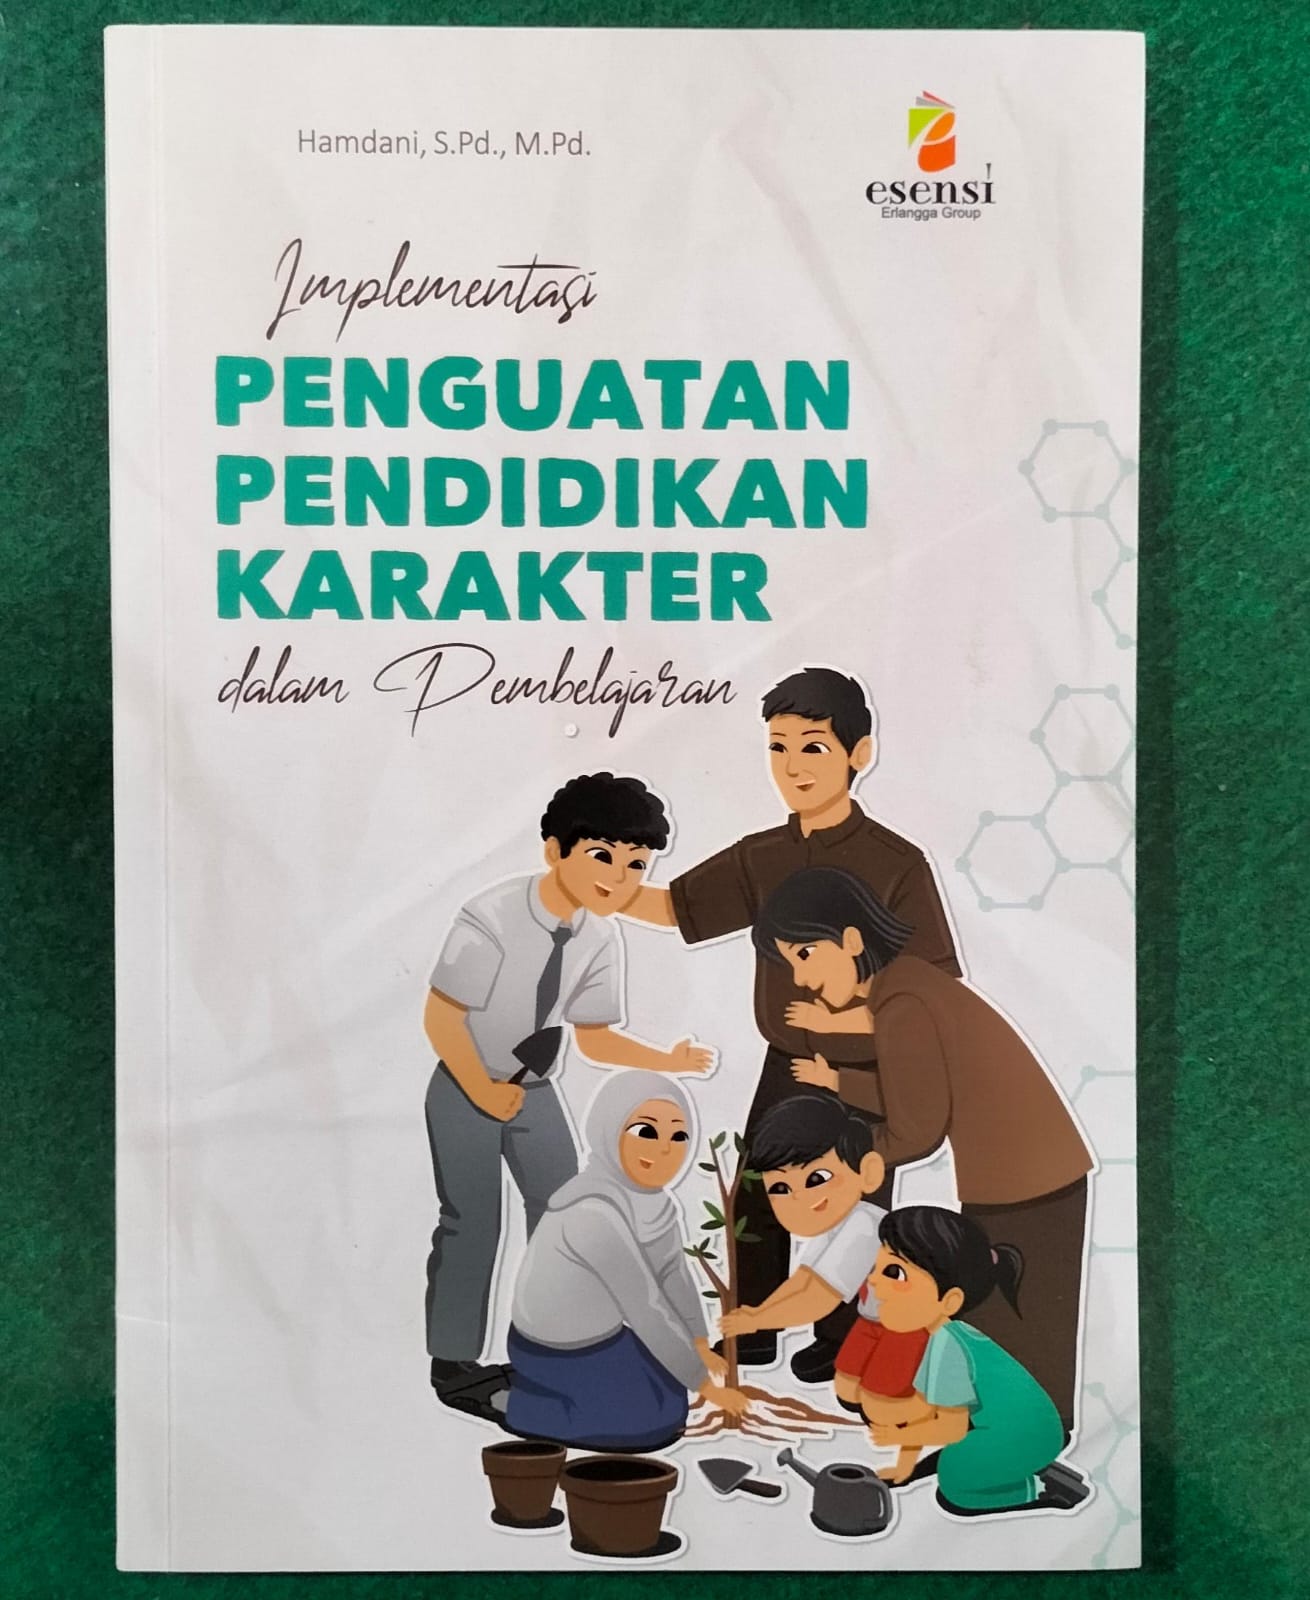 Hamdani, S.Pd., M.Pd.
esensi
Erlangga Group
Implementasi
PENGUATAN
PENDIDIKAN
KARAKTER
dalam Pembelajaran